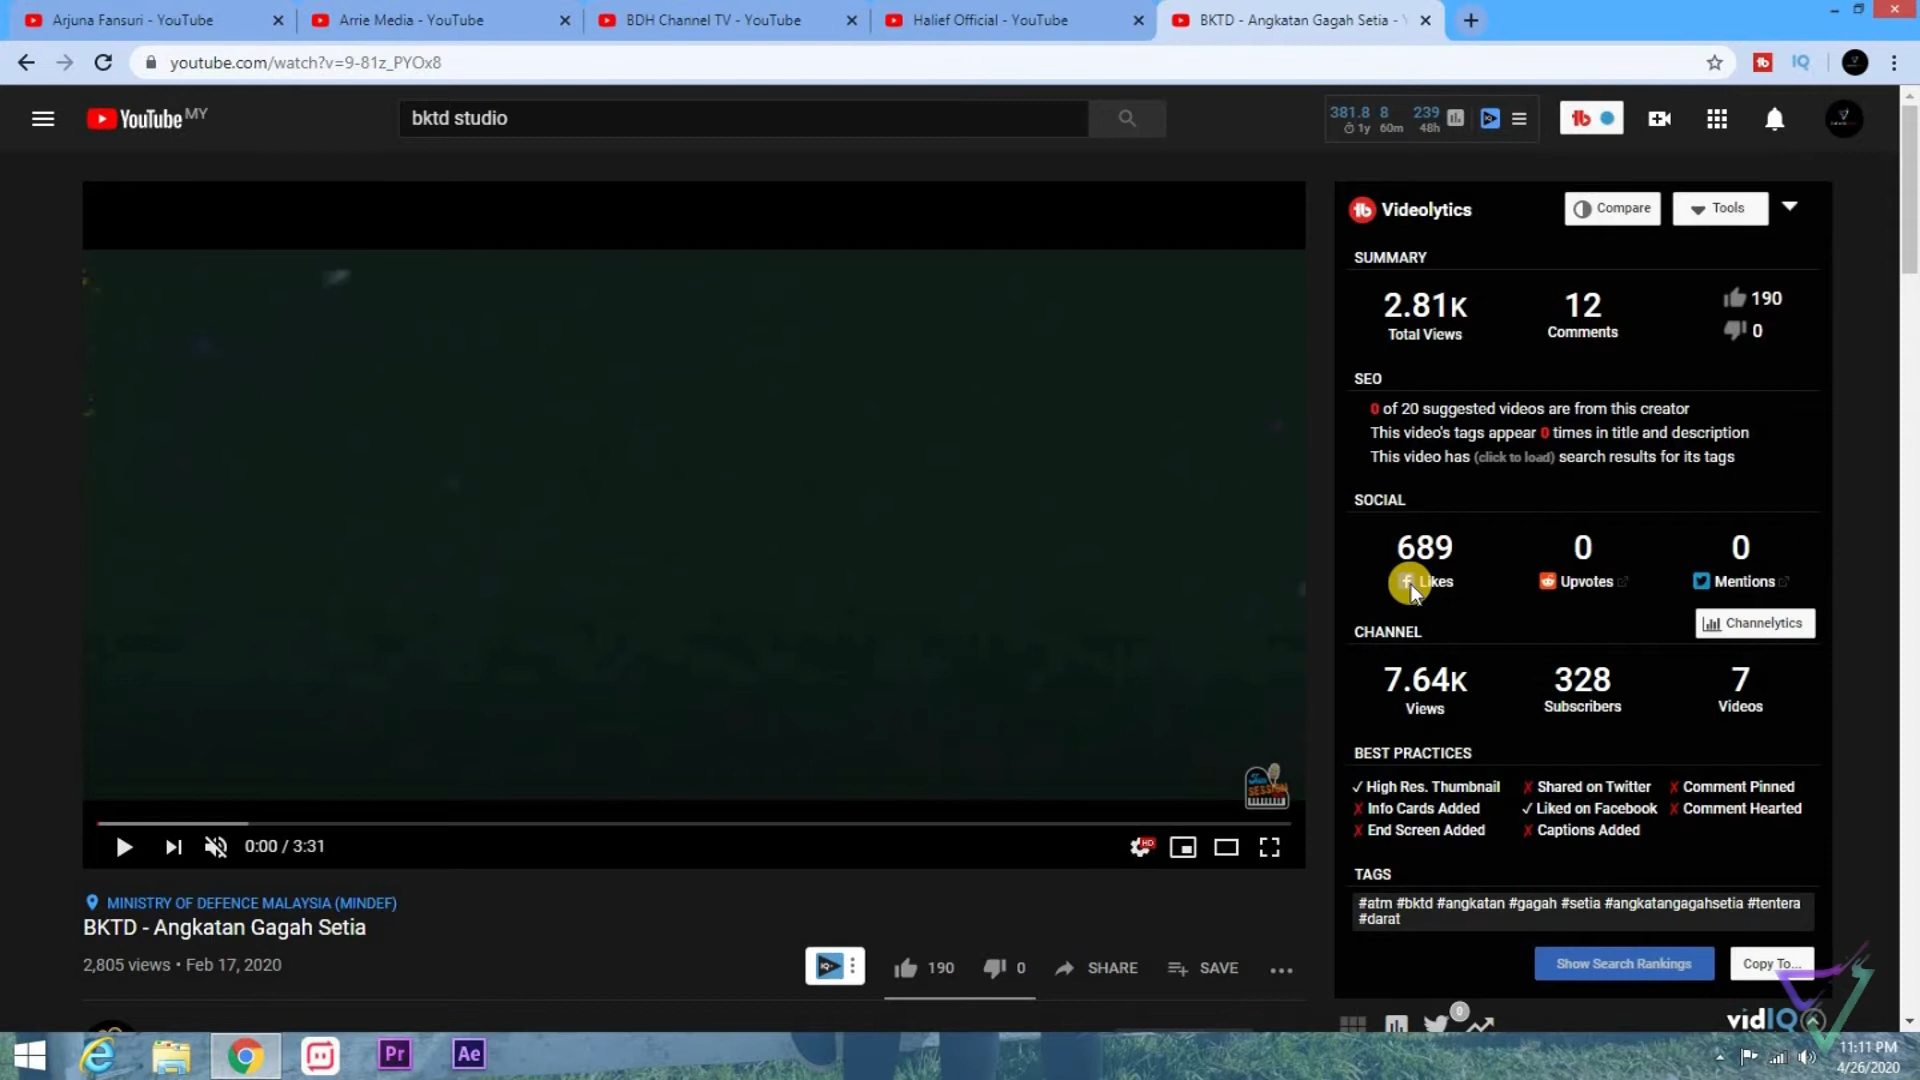 Arjuna Fansuri - YouTube
Arrie Media - YouTube
BDH Channel TV - YouTube
Halief Official - YouTube
BKTD - Angkatan Gagah Setia -
youtube.com/watch?v=9-81z_PYOx8
IQ
YouTube MY
bktd studio
381.8 8 239
1y 60m 48h
tb
tb Videolytics
Compare
Tools
SUMMARY
2.81K
Total Views
12
Comments
190
0
SEO
0 of 20 suggested videos are from this creator
This video's tags appear 0 times in title and description
This video has (click to load) search results for its tags
SOCIAL
689
Likes
0
Upvotes
0
Mentions
CHANNEL
Channelytics
7.64K
Views
328
Subscribers
7
Videos
BEST PRACTICES
✓ High Res. Thumbnail ✗ Shared on Twitter ✗ Comment Pinned
✗ Info Cards Added ✓ Liked on Facebook ✗ Comment Hearted
✗ End Screen Added ✗ Captions Added
TAGS
#atm #bktd #angkatan #gagah #setia #angkatangagahsetia #tentera
#darat
Show Search Rankings
Copy To...
SESSION
0:00 / 3:31
HD
MINISTRY OF DEFENCE MALAYSIA (MINDEF)
BKTD - Angkatan Gagah Setia
2,805 views • Feb 17, 2020
190
0
SHARE
SAVE
0
vidIQ
Pr
Ae
11:11 PM
4/26/2020